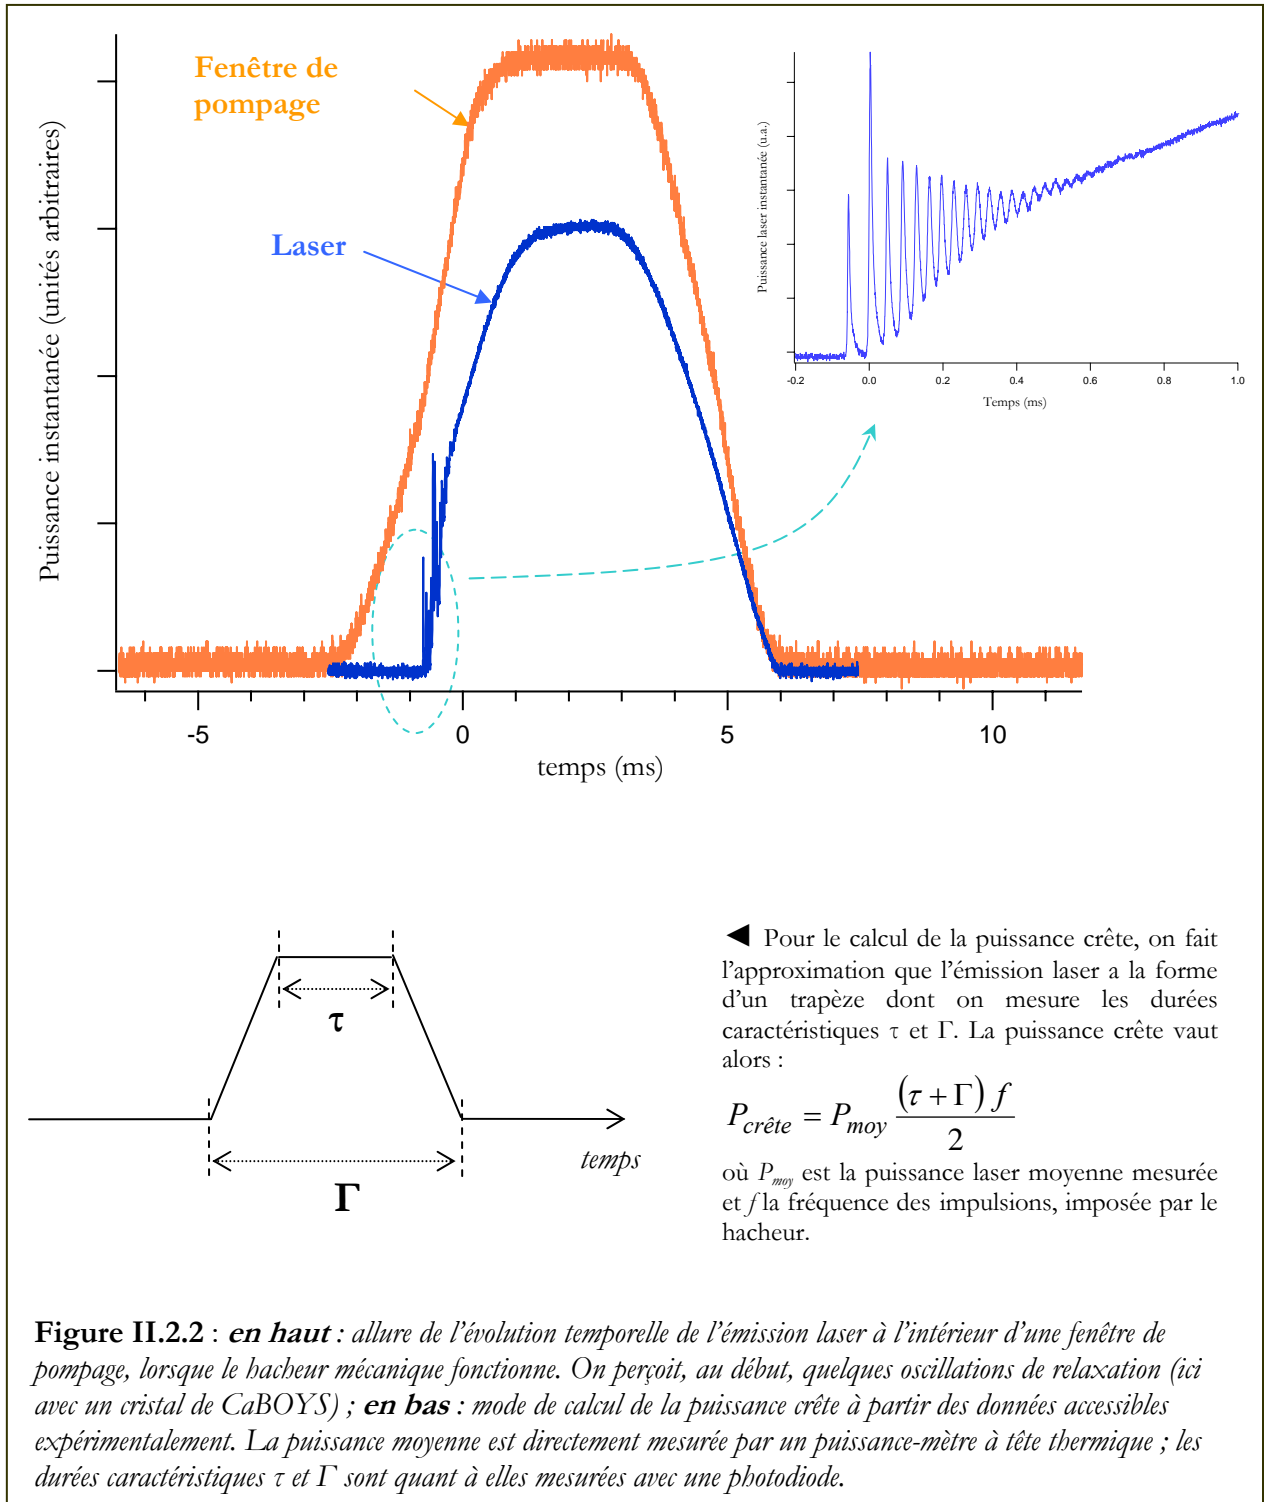 Fenêtre de
pompage
Laser
Puissance instantanée (unités arbitraires)
-5
0
5
10
temps (ms)
Puissance laser instantanée (u.a.)
-0.2
0.0
0.2
0.4
0.6
0.8
1.0
Temps (ms)
τ
Γ
temps
◄ Pour le calcul de la puissance crête, on fait
l'approximation que l'émission laser a la forme
d'un trapèze dont on mesure les durées
caractéristiques τ et Γ. La puissance crête vaut
alors :
P_crête = P_moy (τ + Γ) f / 2
où P_moy est la puissance laser moyenne mesurée
et f la fréquence des impulsions, imposée par le
hacheur.
Figure II.2.2 : en haut : allure de l'évolution temporelle de l'émission laser à l'intérieur d'une fenêtre de
pompage, lorsque le hacheur mécanique fonctionne. On perçoit, au début, quelques oscillations de relaxation (ici
avec un cristal de CaBOYS) ; en bas : mode de calcul de la puissance crête à partir des données accessibles
expérimentalement. La puissance moyenne est directement mesurée par un puissance-mètre à tête thermique ; les
durées caractéristiques τ et Γ sont quant à elles mesurées avec une photodiode.